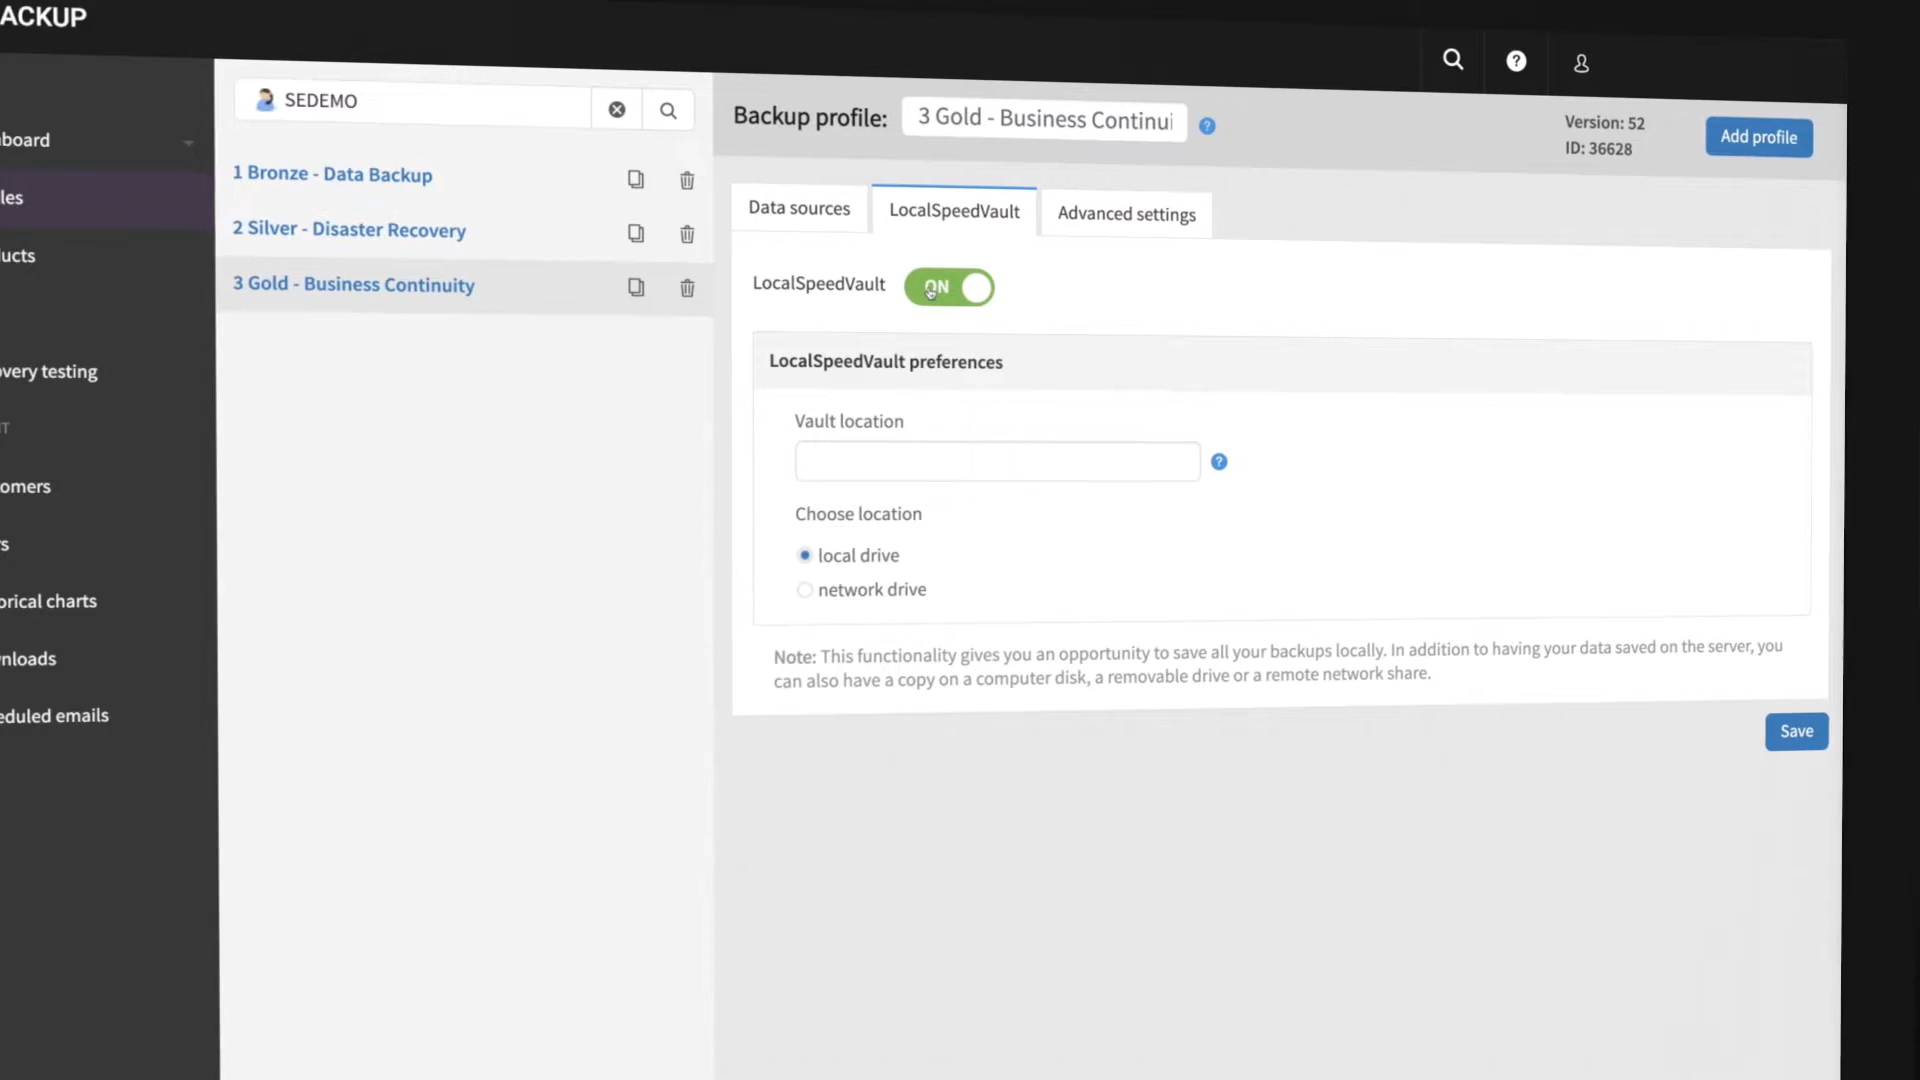 ACKUP
board
les
ucts
overy testing
IT
omers
rs
orical charts
nloads
eduled emails
SEDEMO
1 Bronze - Data Backup
2 Silver - Disaster Recovery
3 Gold - Business Continuity
Backup profile: 3 Gold - Business Continui
Version: 52
ID: 36628
Add profile
Data sources
LocalSpeedVault
Advanced settings
LocalSpeedVault ON
LocalSpeedVault preferences
Vault location
Choose location
local drive
network drive
Note: This functionality gives you an opportunity to save all your backups locally. In addition to having your data saved on the server, you
can also have a copy on a computer disk, a removable drive or a remote network share.
Save